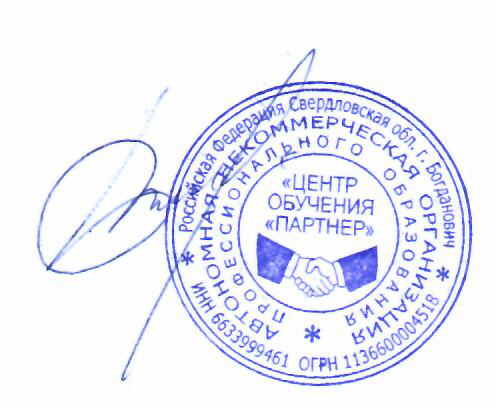 Российская Федерация Свердловская обл. г. Богданович
АВТОНОМНАЯ НЕКОММЕРЧЕСКАЯ ОРГАНИЗАЦИЯ
ПРОФЕССИОНАЛЬНОГО ОБРАЗОВАНИЯ
«ЦЕНТР
ОБУЧЕНИЯ
«ПАРТНЕР»
ИНН 6633999461 ОГРН 1136600004518